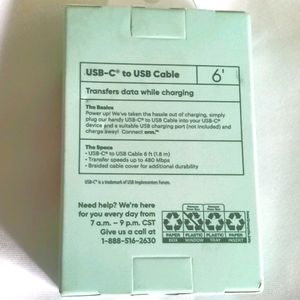 USB-C® to USB Cable
6'
Transfers data while charging
The Basics
Power up! We've taken the hassle out of charging, simply
plug our handy USB-C® to USB Cable into your USB-C®
device and a suitable USB charging port (not included) and
charge away! Connect onn.™
The Specs
• USB-C® to USB Cable 6 ft (1.8 m)
• Transfer speeds up to 480 Mbps
• Braided cable cover for additional durability
USB-C® is a trademark of USB Implementers Forum.
Need help? We're here
for you every day from
7 a.m. – 9 p.m. CST
Give us a call at
1-888-516-2630
PAPER PLASTIC PLASTIC PAPER
BOX WINDOW TRAY INSERT